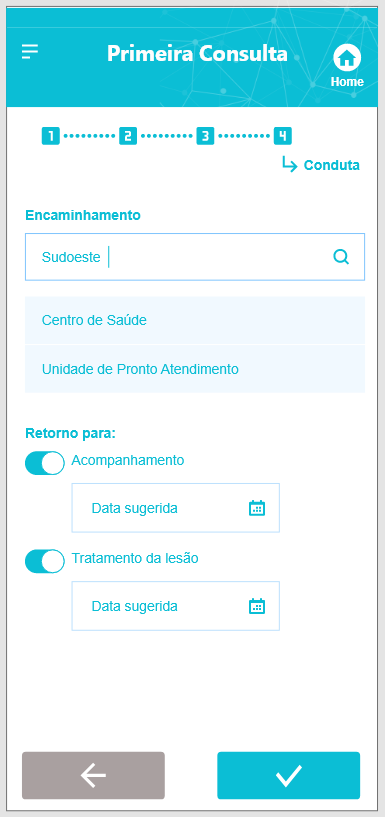 Primeira Consulta
Home
1 2 3 4
Conduta
Encaminhamento
Sudoeste
Centro de Saúde
Unidade de Pronto Atendimento
Retorno para:
Acompanhamento
Data sugerida
Tratamento da lesão
Data sugerida